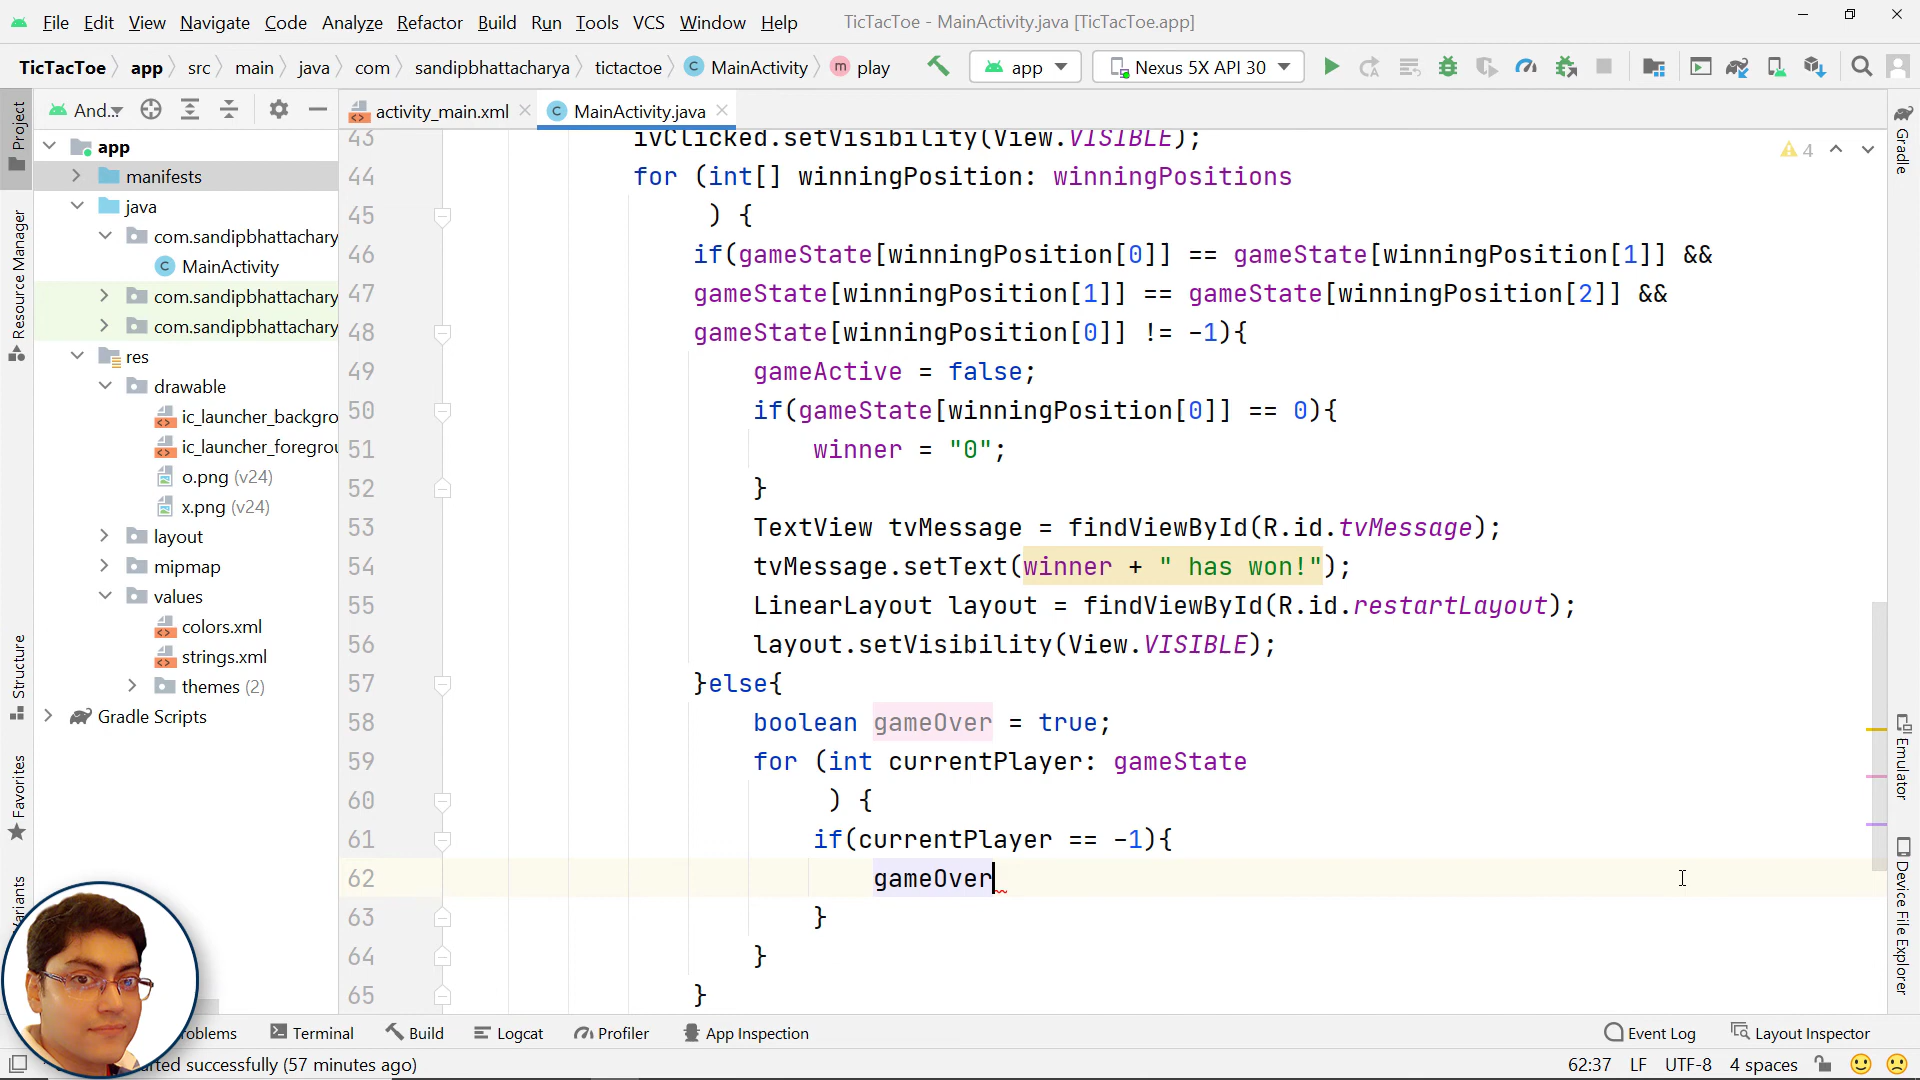 File Edit View Navigate Code Analyze Refactor Build Run Tools VCS Window Help TicTacToe - MainActivity.java [TicTacToe.app]
TicTacToe app src main java com sandipbhattacharya tictactoe MainActivity play app Nexus 5X API 30
And... activity_main.xml MainActivity.java
Project
Resource Manager
Structure
Favorites
Gradle
Emulator
Device File Explorer
app
manifests
java
com.sandipbhattachary
MainActivity
com.sandipbhattachary
com.sandipbhattachary
res
drawable
ic_launcher_backgro
ic_launcher_foregrou
o.png (v24)
x.png (v24)
layout
mipmap
values
colors.xml
strings.xml
themes (2)
Gradle Scripts
4
43 ivClicked.setVisibility(View.VISIBLE);
44 for (int[] winningPosition: winningPositions
45 ) {
46 if(gameState[winningPosition[0]] == gameState[winningPosition[1]] &&
47 gameState[winningPosition[1]] == gameState[winningPosition[2]] &&
48 gameState[winningPosition[0]] != -1){
49 gameActive = false;
50 if(gameState[winningPosition[0]] == 0){
51 winner = "0";
52 }
53 TextView tvMessage = findViewById(R.id.tvMessage);
54 tvMessage.setText(winner + " has won!");
55 LinearLayout layout = findViewById(R.id.restartLayout);
56 layout.setVisibility(View.VISIBLE);
57 }else{
58 boolean gameOver = true;
59 for (int currentPlayer: gameState
60 ) {
61 if(currentPlayer == -1){
62 gameOver
63 }
64 }
65 }
Terminal Build Logcat Profiler App Inspection Event Log Layout Inspector
successfully (57 minutes ago) 62:37 LF UTF-8 4 spaces